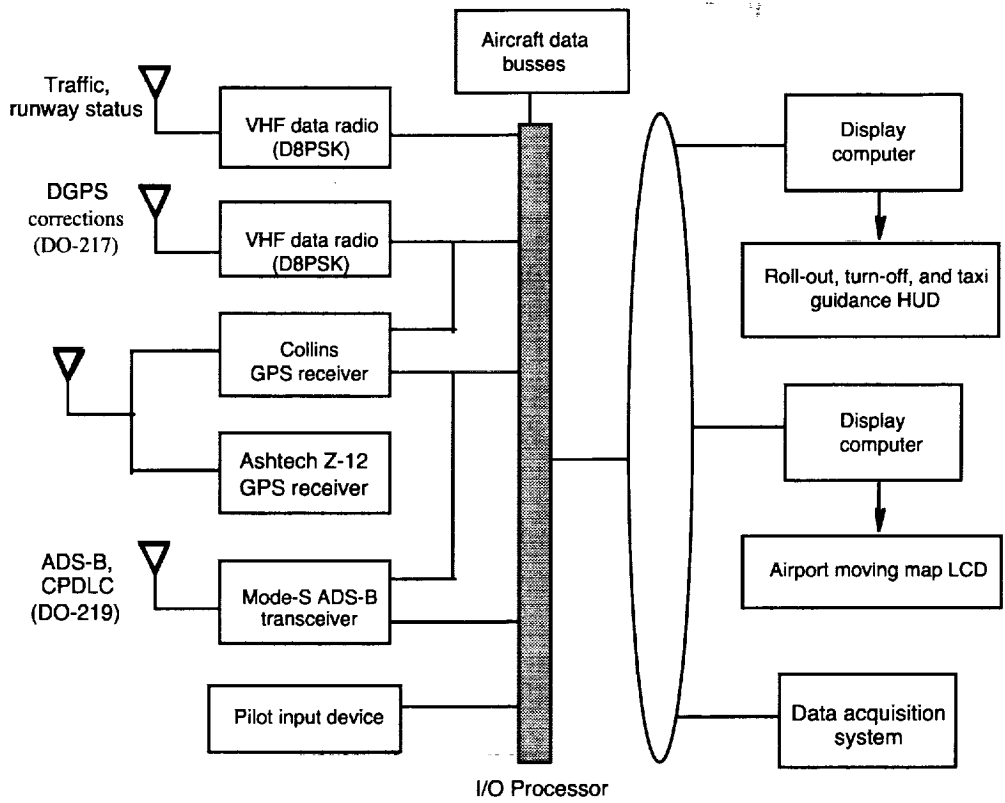 Aircraft data
busses
Traffic,
runway status
VHF data radio
(D8PSK)
Display
computer
DGPS
corrections
(DO-217)
VHF data radio
(D8PSK)
Roll-out, turn-off, and taxi
guidance HUD
Collins
GPS receiver
Display
computer
Ashtech Z-12
GPS receiver
ADS-B,
CPDLC
(DO-219)
Mode-S ADS-B
transceiver
Airport moving map LCD
Pilot input device
Data acquisition
system
I/O Processor